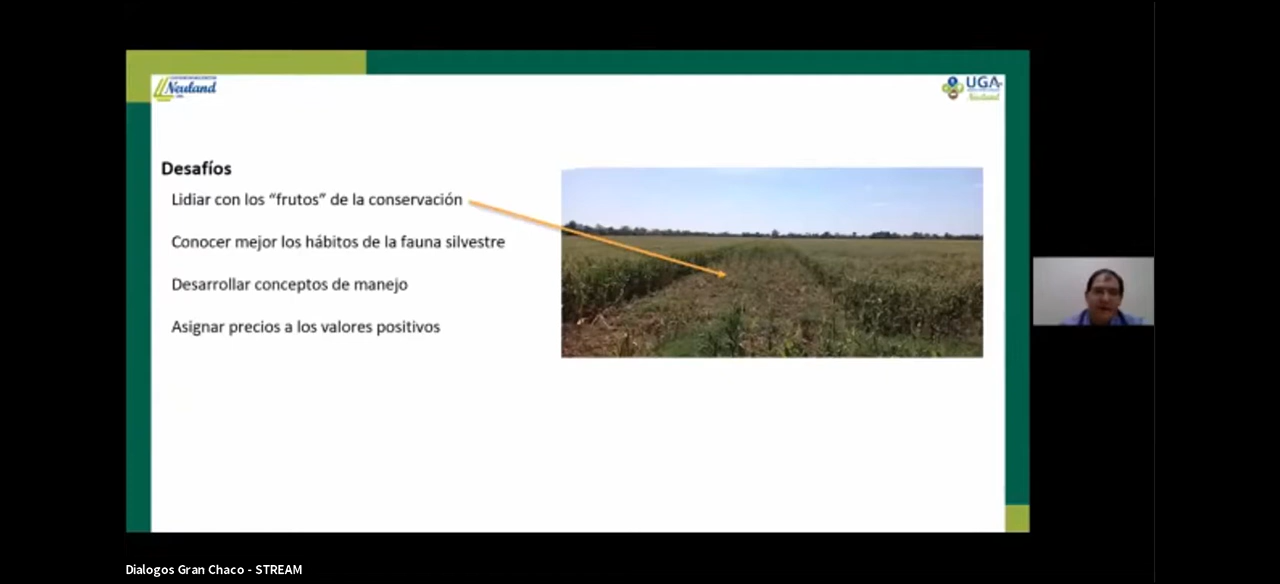 Neuland
UGA
Neuland
Desafíos
Lidiar con los “frutos” de la conservación
Conocer mejor los hábitos de la fauna silvestre
Desarrollar conceptos de manejo
Asignar precios a los valores positivos
Dialogos Gran Chaco - STREAM